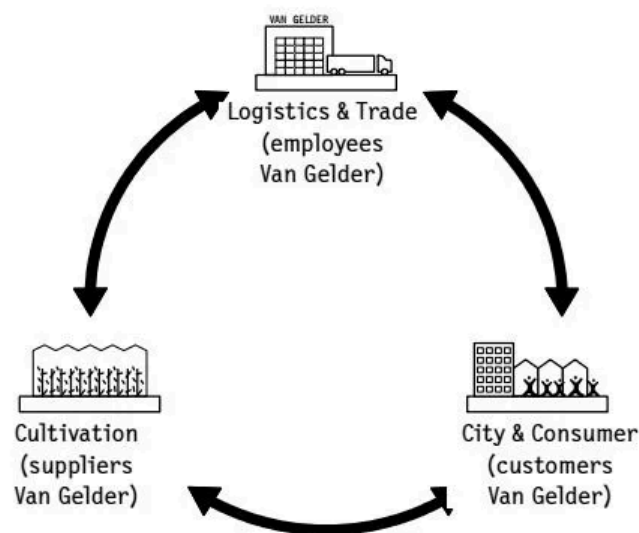 VAN GELDER
Logistics & Trade
(employees
Van Gelder)
Cultivation
(suppliers
Van Gelder)
City & Consumer
(customers
Van Gelder)